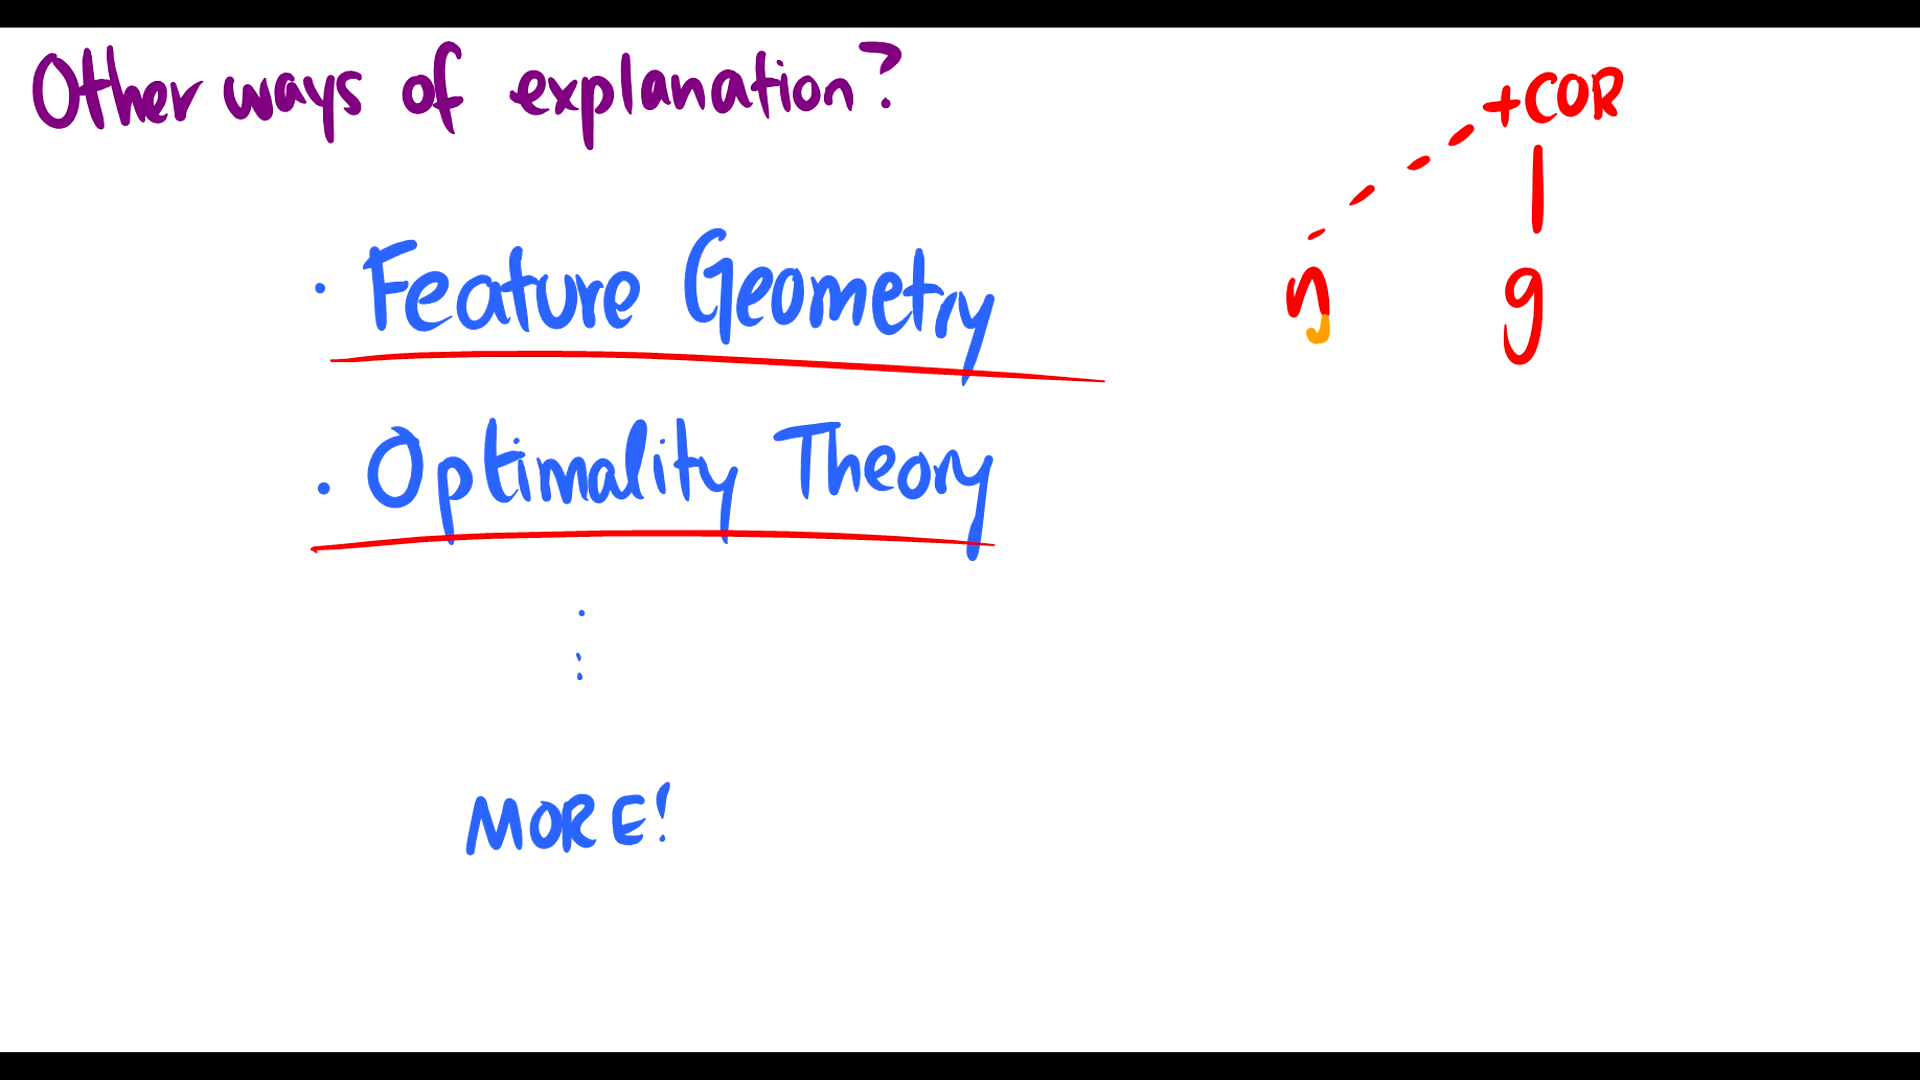 Other ways of explanation?
+COR
· Feature Geometry
ŋ g
· Optimality Theory
MORE!